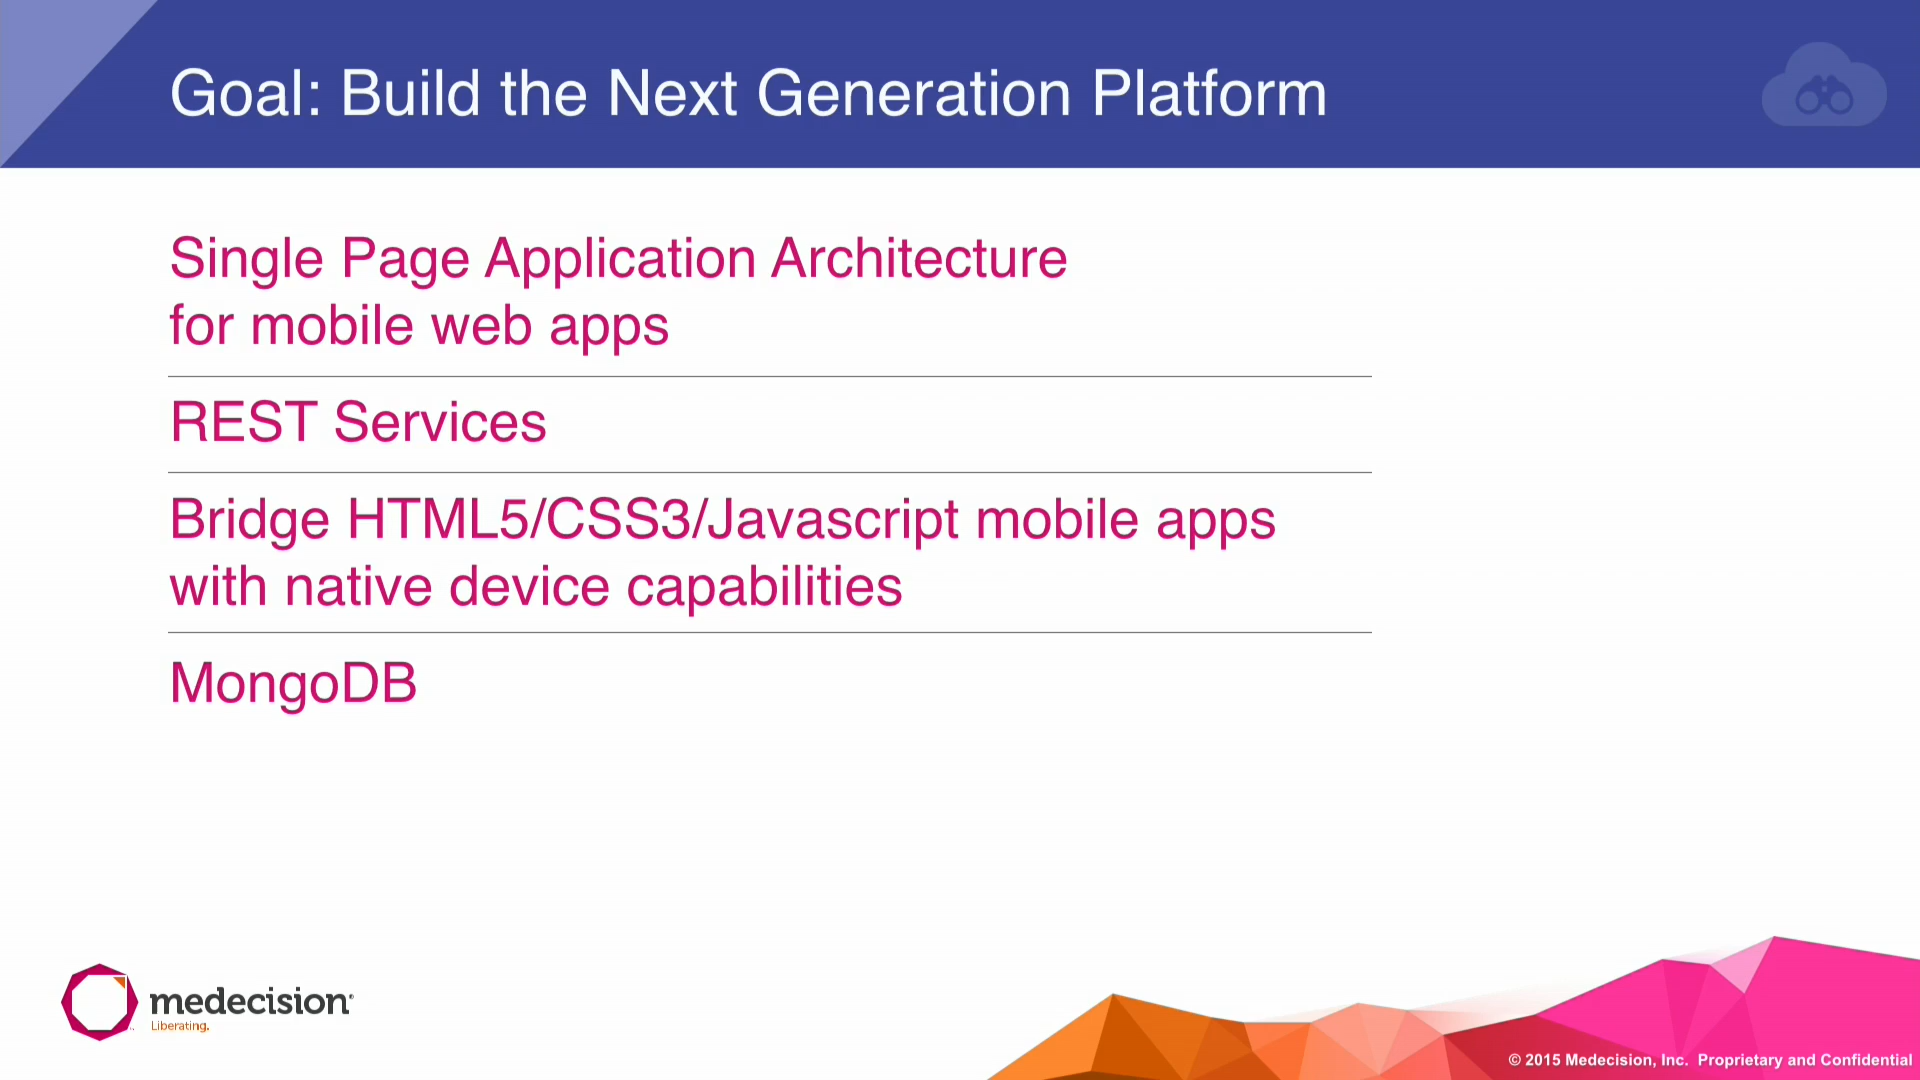 Goal: Build the Next Generation Platform
Single Page Application Architecture
for mobile web apps
REST Services
Bridge HTML5/CSS3/Javascript mobile apps
with native device capabilities
MongoDB
medecision®
Liberating.
© 2015 Medecision, Inc. Proprietary and Confidential